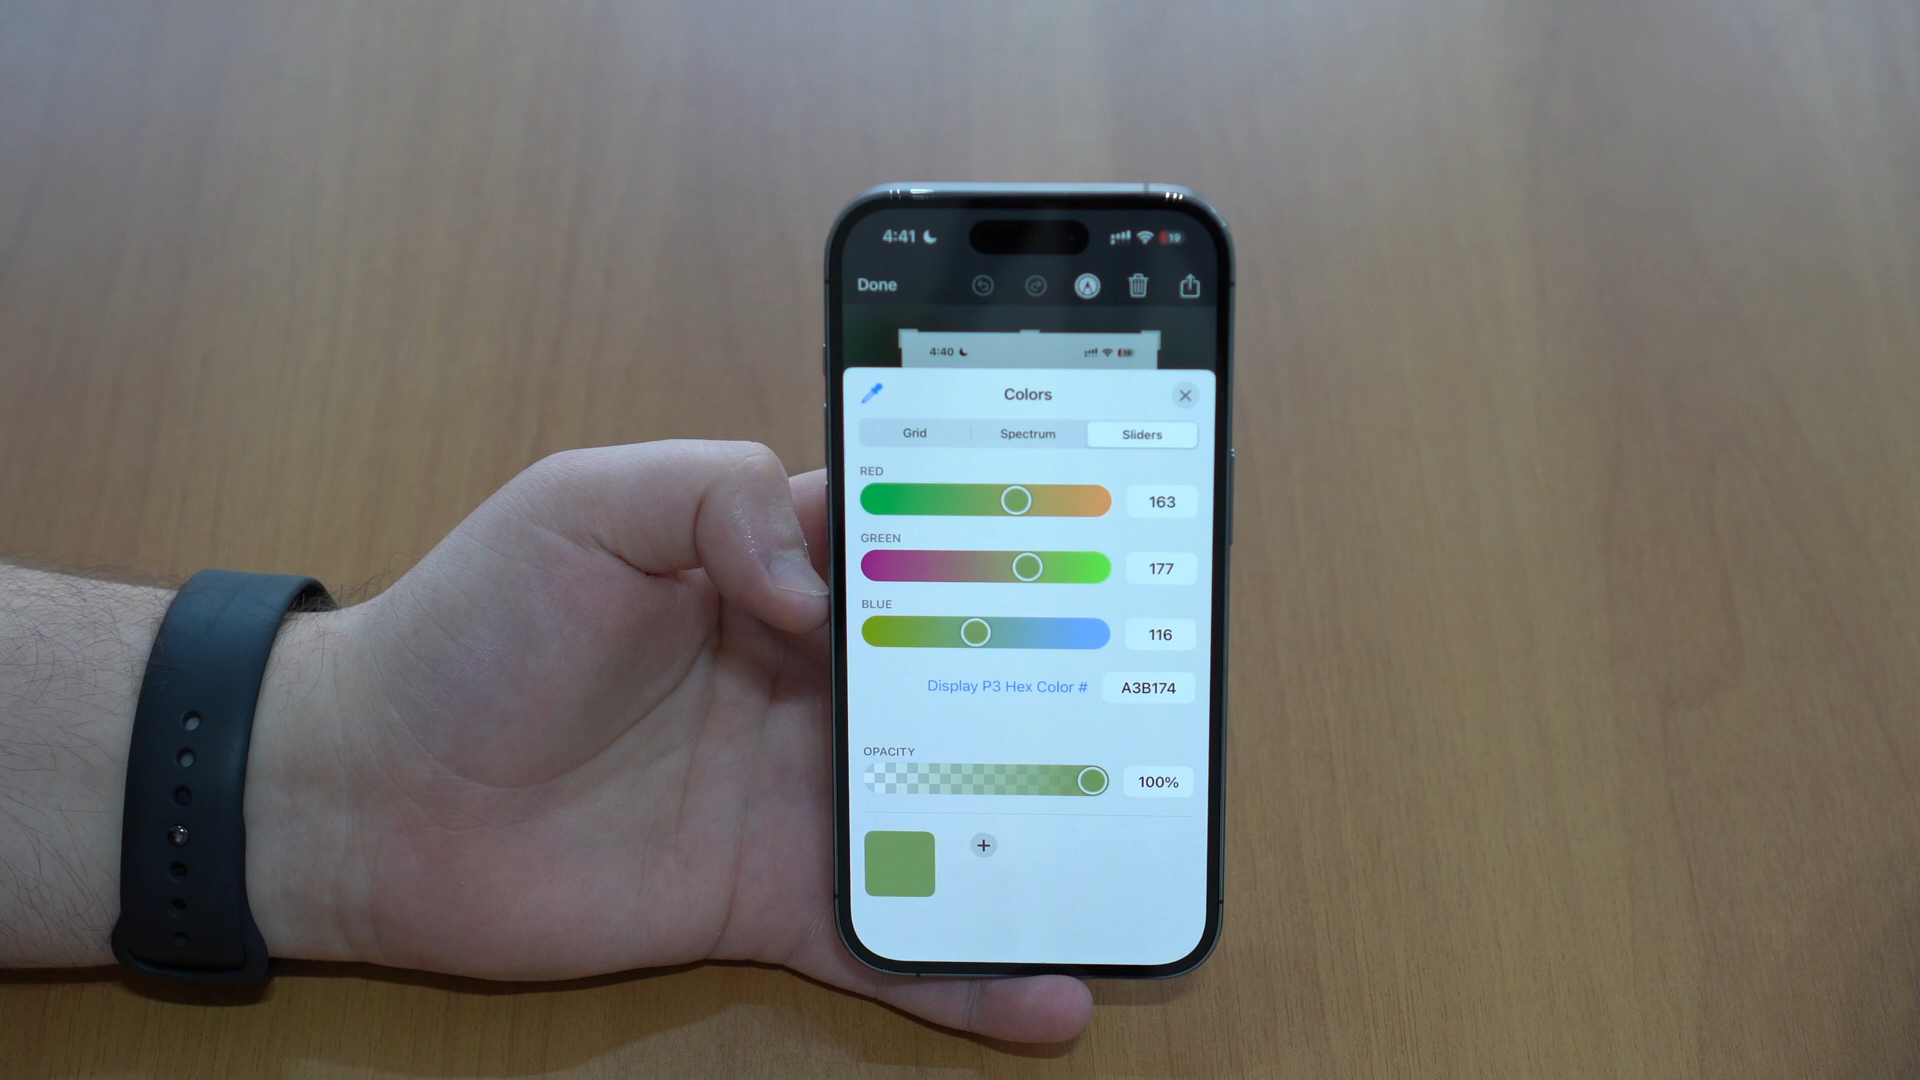 4:41 19
Done
4:40
Colors
Grid Spectrum Sliders
RED
163
GREEN
177
BLUE
116
Display P3 Hex Color # A3B174
OPACITY
100%